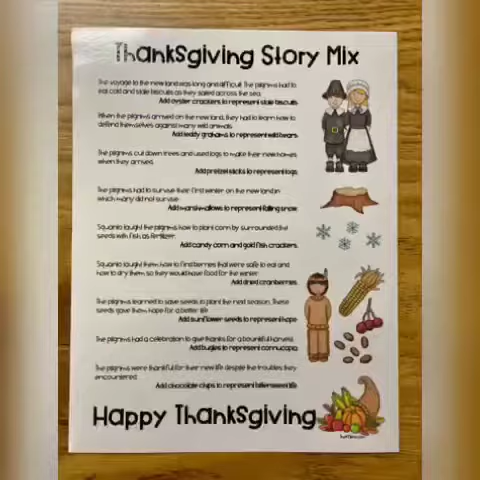 Thanksgiving Story Mix
The voyage to the new land was long and difficult. The pilgrims had to
eat cold and stale biscuits as they sailed across the sea.
Add oyster crackers to represent stale biscuits
When the pilgrims arrived on the new land, they had to learn how to
defend themselves against many wild animals.
Add teddy grahams to represent wild bears
The pilgrims cut down trees and used logs to make their new homes
when they arrived.
Add pretzel sticks to represent logs
The pilgrims had to survive their first winter on the new land in
which many did not survive
Add marshmallows to represent falling snow
Squanto taught the pilgrims how to plant corn by surrounded the
seeds with fish as fertilizer.
Add candy corn and gold fish crackers.
Squanto taught them how to find berries that were safe to eat and
how to dry them so they would have food for the winter
Add dried cranberries.
The pilgrims learned to save seeds to plant the next season. These
seeds gave them hope for a better life
Add sunflower seeds to represent hope
The pilgrims had a celebration to give thanks for a bountiful harvest.
Add bugles to represent cornucopia
The pilgrims were thankful for their new life despite the troubles they
encountered
Add chocolate chips to represent bittersweet life
Happy Thanksgiving